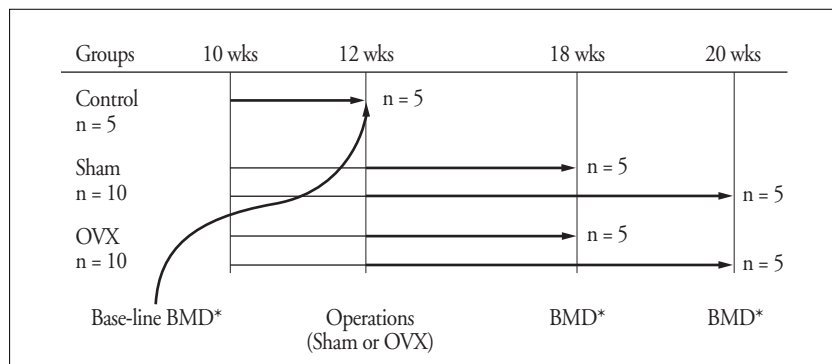 Groups 10 wks 12 wks 18 wks 20 wks
Control
n = 5
n = 5
Sham
n = 10
n = 5
n = 5
OVX
n = 10
n = 5
n = 5
Base-line BMD* Operations BMD* BMD*
(Sham or OVX)